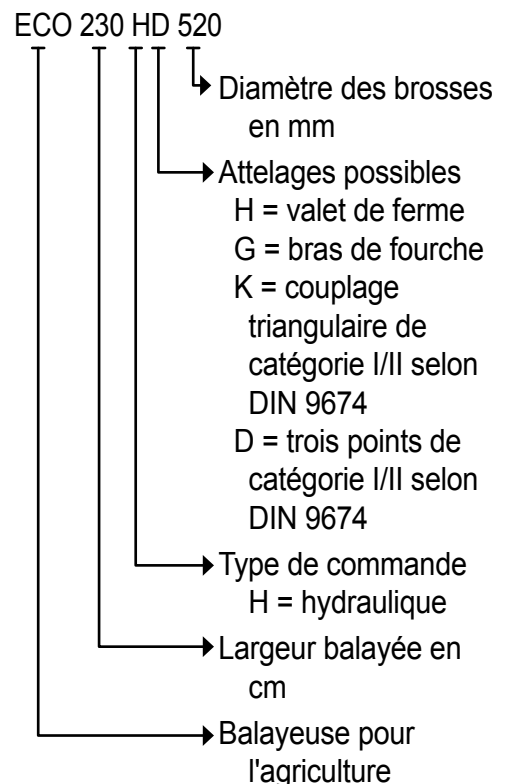 ECO 230 HD 520
Diamètre des brosses
en mm
Attelages possibles
H = valet de ferme
G = bras de fourche
K = couplage
triangulaire de
catégorie I/II selon
DIN 9674
D = trois points de
catégorie I/II selon
DIN 9674
Type de commande
H = hydraulique
Largeur balayée en
cm
Balayeuse pour
l'agriculture